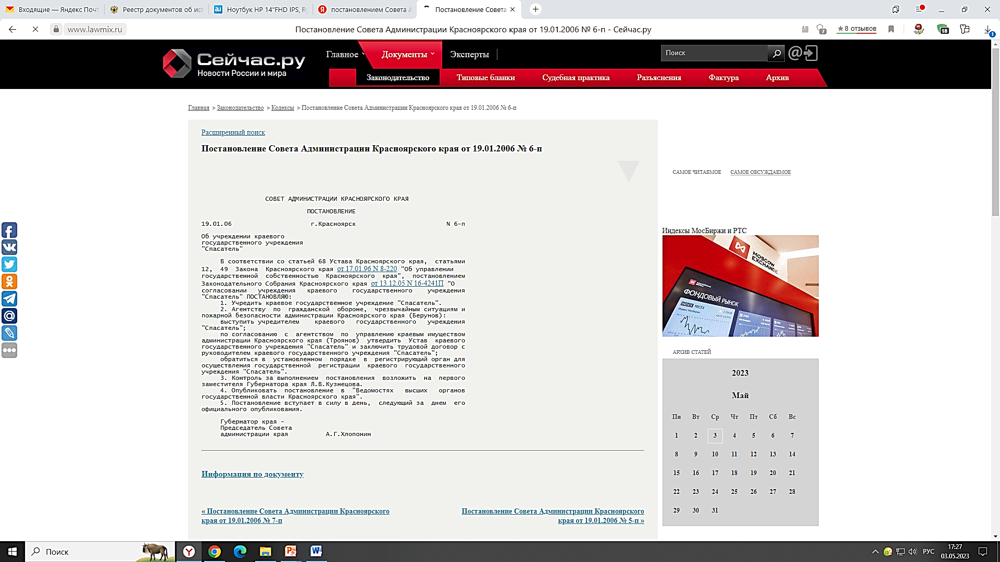 Входящие — Яндекс Почт
Реестр документов об исп
Ноутбук HP 14"FHD IPS, Ry
постановлением Совета А
Постановление Совета
www.lawmix.ru
Постановление Совета Администрации Красноярского края от 19.01.2006 № 6-п - Сейчас.ру
7
★ 8 отзывов
18
1
Сейчас.ру
Новости России и мира
Главное
Документы
Эксперты
Поиск
Законодательство
Типовые бланки
Судебная практика
Разъяснения
Фактура
Архив
Главная > Законодательство > Кодексы > Постановление Совета Администрации Красноярского края от 19.01.2006 № 6-п
Расширенный поиск
Постановление Совета Администрации Красноярского края от 19.01.2006 № 6-п
СОВЕТ АДМИНИСТРАЦИИ КРАСНОЯРСКОГО КРАЯ
ПОСТАНОВЛЕНИЕ
19.01.06 г.Красноярск N 6-п
Об учреждении краевого
государственного учреждения
"Спасатель"
В соответствии со статьей 68 Устава Красноярского края, статьями
12, 49 Закона Красноярского края от 17.01.96 N 8-220 "Об управлении
государственной собственностью Красноярского края", постановлением
Законодательного Собрания Красноярского края от 13.12.05 N 16-4241П "О
согласовании учреждения краевого государственного учреждения
"Спасатель" ПОСТАНОВЛЯЮ:
1. Учредить краевое государственное учреждение "Спасатель".
2. Агентству по гражданской обороне, чрезвычайным ситуациям и
пожарной безопасности администрации Красноярского края (Берунов):
выступить учредителем краевого государственного учреждения
"Спасатель";
по согласованию с агентством по управлению краевым имуществом
администрации Красноярского края (Троянов) утвердить Устав краевого
государственного учреждения "Спасатель" и заключить трудовой договор с
руководителем краевого государственного учреждения "Спасатель";
обратиться в установленном порядке в регистрирующий орган для
осуществления государственной регистрации краевого государственного
учреждения "Спасатель".
3. Контроль за выполнением постановления возложить на первого
заместителя Губернатора края Л.В.Кузнецова.
4. Опубликовать постановление в "Ведомостях высших органов
государственной власти Красноярского края".
5. Постановление вступает в силу в день, следующий за днем его
официального опубликования.
Губернатор края –
Председатель Совета
администрации края А.Г.Хлопонин
Информация по документу
« Постановление Совета Администрации Красноярского
края от 19.01.2006 № 7-п
Постановление Совета Администрации Красноярского
края от 19.01.2006 № 5-п »
САМОЕ ЧИТАЕМОЕ САМОЕ ОБСУЖДАЕМОЕ
Индексы МосБиржи и РТС
MOSCOW
EXCHANGE
ФОНДОВЫЙ РЫНОК
INDEX MICEX
АРХИВ СТАТЕЙ
2023
Май
Пн Вт Ср Чт Пт Сб Вс
1 2 3 4 5 6 7
8 9 10 11 12 13 14
15 16 17 18 19 20 21
22 23 24 25 26 27 28
29 30 31
Поиск
РУС
17:27
03.05.2023